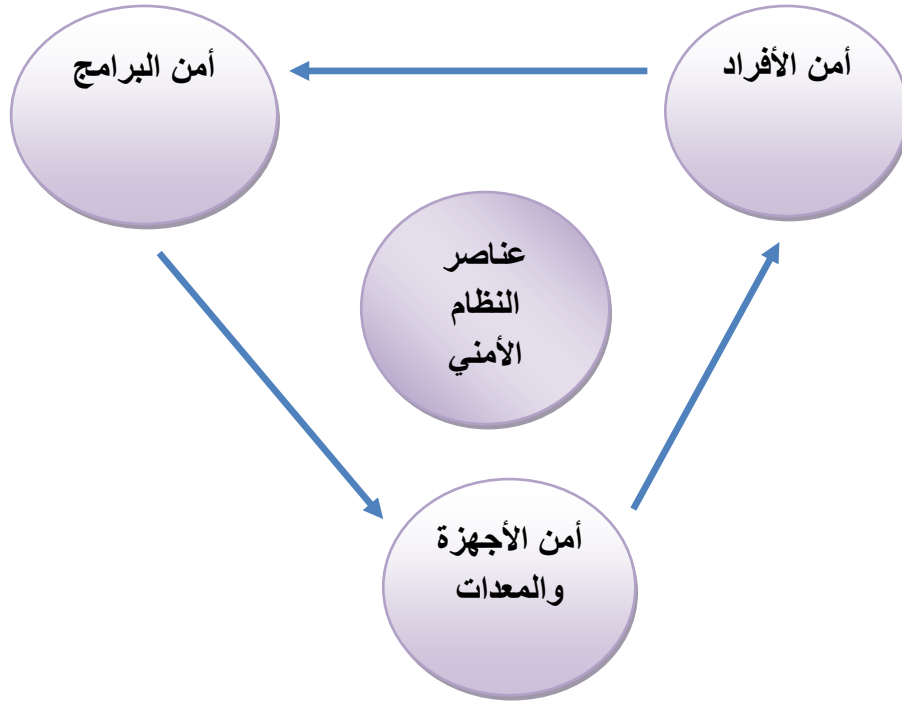 أمن الأفراد
أمن البرامج
عناصر
النظام
الأمني
أمن الأجهزة
والمعدات